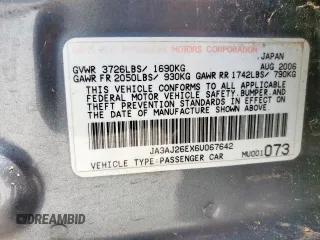 MOTORS CORPORATION
JAPAN
GVWR 3726LBS/ 1690KG AUG 2006
GAWR FR 2050LBS/ 930KG GAWR RR 1742LBS/ 790KG
THIS VEHICLE CONFORMS TO ALL APPLICABLE
FEDERAL MOTOR VEHICLE SAFETY,BUMPER,AND
THEFT PREVENTION STANDARDS IN EFFECT ON
THE DATE OF MANUFACTURE SHOWN ABOVE.
JA3AJ26EX6U067642
VEHICLE TYPE:PASSENGER CAR MU001 073
DREAMBID